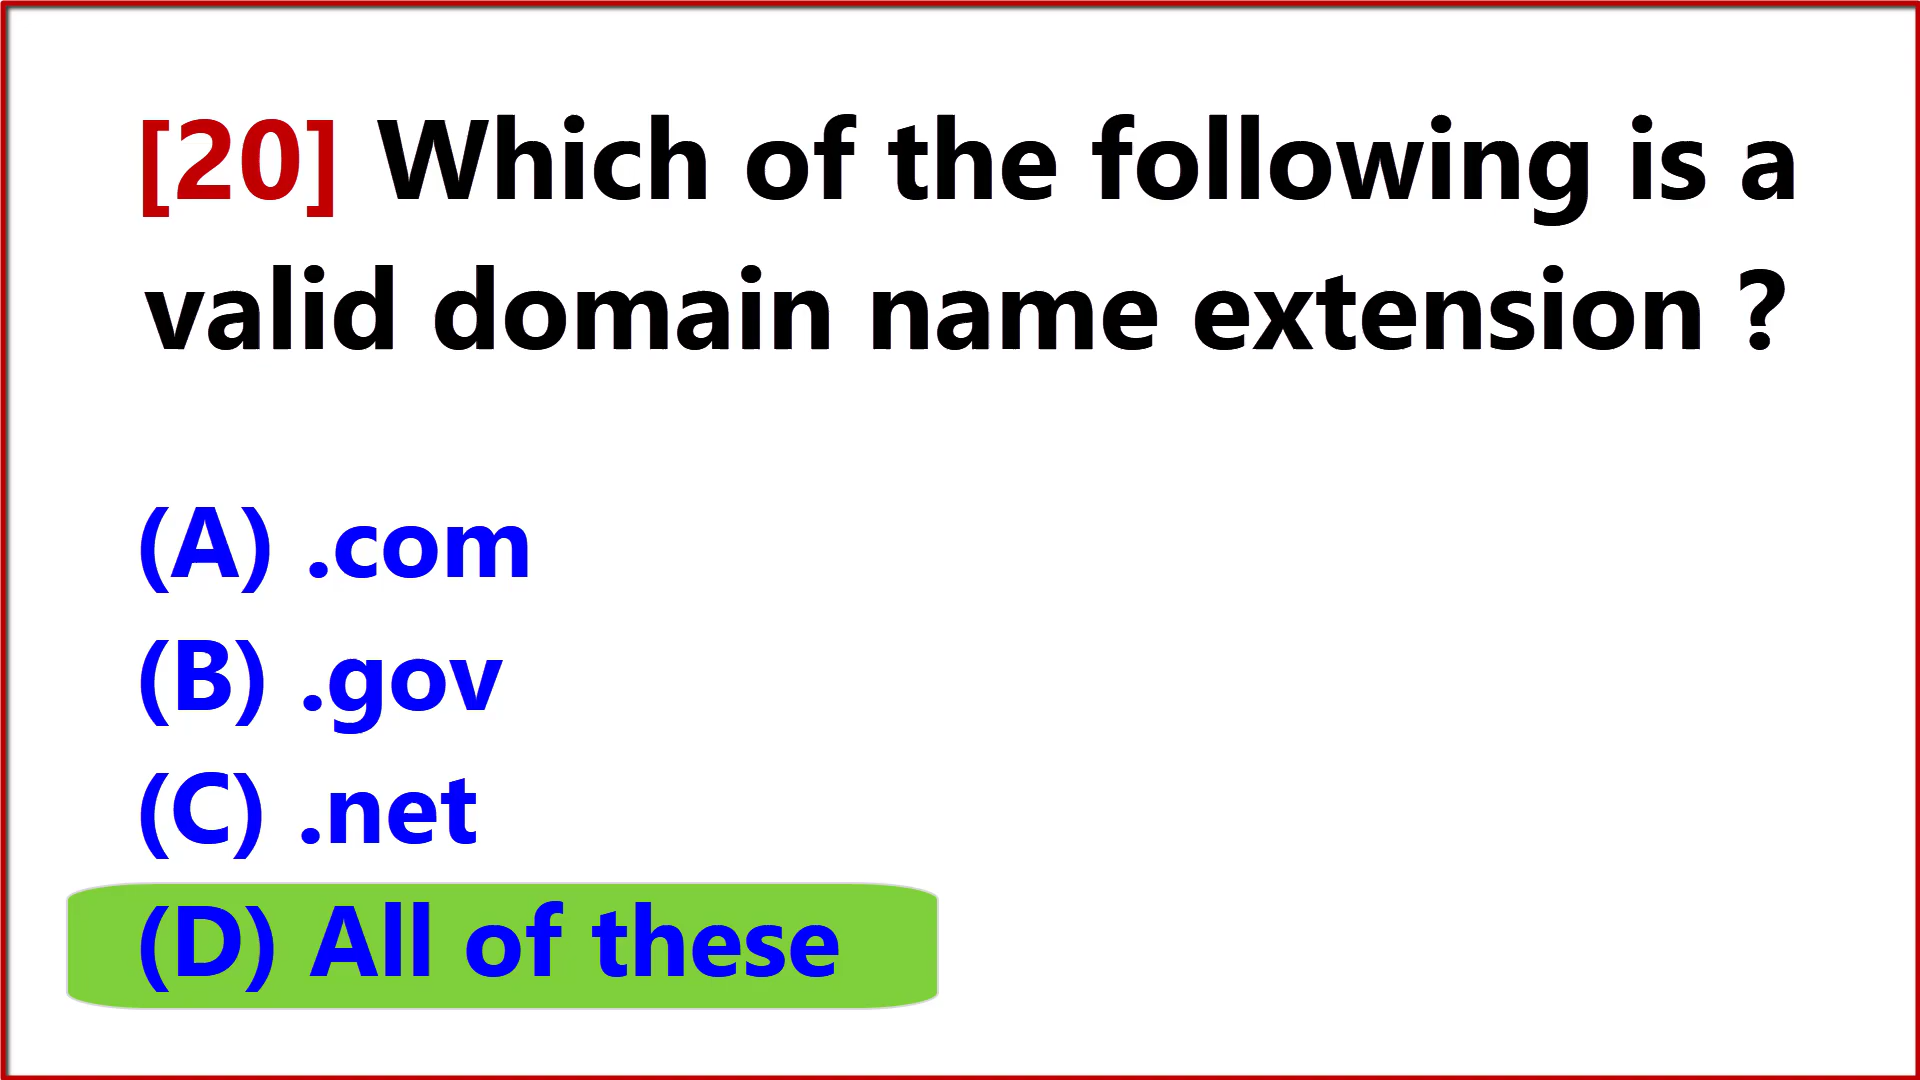 [20] Which of the following is a
valid domain name extension ?
(A) .com
(B) .gov
(C) .net
(D) All of these